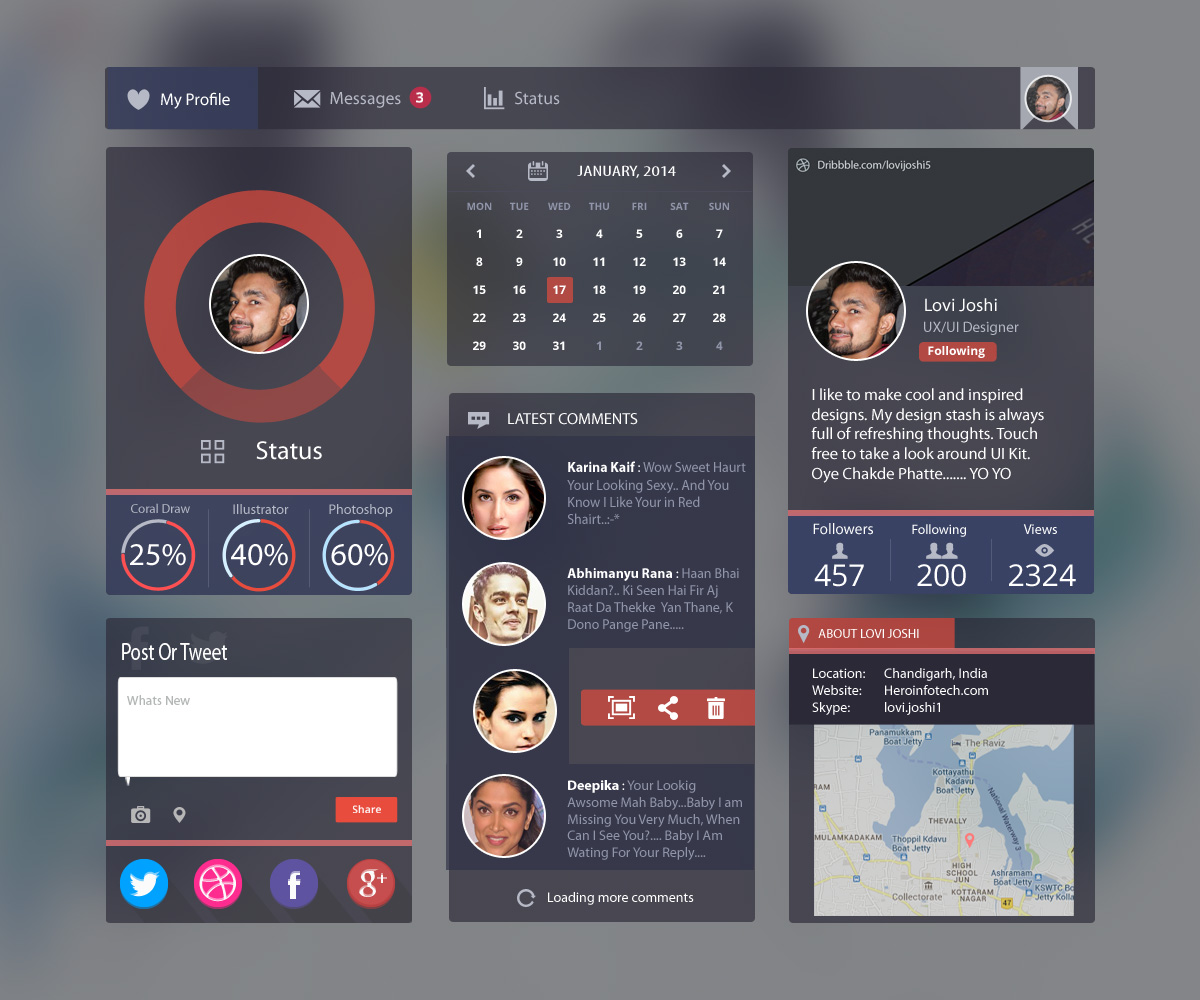 My Profile
Messages 3
Status
Status
Coral Draw Illustrator Photoshop
25% 40% 60%
Post Or Tweet
Whats New
Share
f
g+
JANUARY, 2014
MON TUE WED THU FRI SAT SUN
1 2 3 4 5 6 7
8 9 10 11 12 13 14
15 16 17 18 19 20 21
22 23 24 25 26 27 28
29 30 31 1 2 3 4
LATEST COMMENTS
Karina Kaif : Wow Sweet Haurt
Your Looking Sexy.. And You
Know I Like Your in Red
Shairt..:-*
Abhimanyu Rana : Haan Bhai
Kiddan?.. Ki Seen Hai Fir Aj
Raat Da Thekke Yan Thane, K
Dono Pange Pane.....
Deepika : Your Lookig
Awsome Mah Baby...Baby I am
Missing You Very Much, When
Can I See You?.... Baby I Am
Wating For Your Reply....
Loading more comments
Dribbble.com/lovijoshi5
Lovi Joshi
UX/UI Designer
Following
I like to make cool and inspired
designs. My design stash is always
full of refreshing thoughts. Touch
free to take a look around UI Kit.
Oye Chakde Phatte....... YO YO
Followers Following Views
457 200 2324
ABOUT LOVI JOSHI
Location: Chandigarh, India
Website: Heroinfotech.com
Skype: lovi.joshi1
Panamukkam
Boat Jetty
The Raviz
Kottayathu
Kadavu
Boat Jetty
RAM
National Waterway 3
THEVALLY
MULAMKADAKAM
Thoppil Kdavu
Boat Jetty
HIGH
SCHOOL
JUN
Ashramam
Boat Jetty
KSWTC Bo
Jetty Kolla
Collectorate
KOTTARAM
NAGAR
47